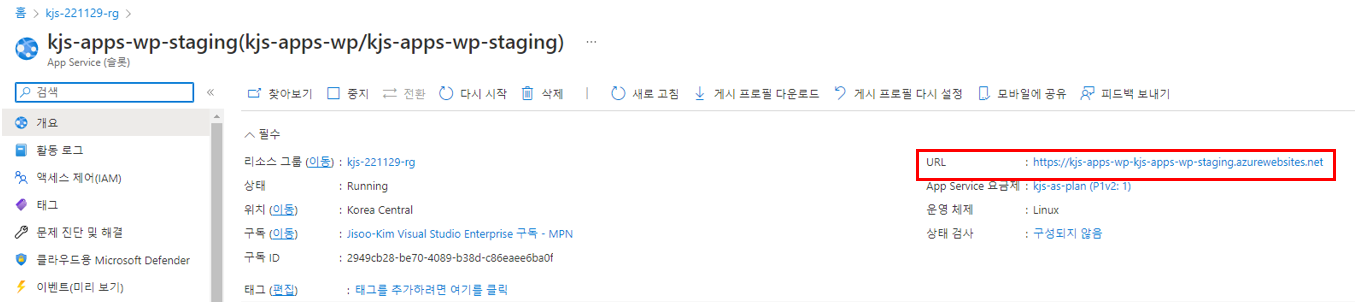 홈 > kjs-221129-rg >
kjs-apps-wp-staging(kjs-apps-wp/kjs-apps-wp-staging) ...
App Service (슬롯)
검색 «
찾아보기 중지 전환 다시 시작 삭제 새로 고침 게시 프로필 다운로드 게시 프로필 다시 설정 모바일에 공유 피드백 보내기
개요
활동 로그
액세스 제어(IAM)
태그
문제 진단 및 해결
클라우드용 Microsoft Defender
이벤트(미리 보기)
필수
리소스 그룹 (이동) : kjs-221129-rg
상태 : Running
위치 (이동) : Korea Central
구독 (이동) : Jisoo-Kim Visual Studio Enterprise 구독 - MPN
구독 ID : 2949cb28-be70-4089-b38d-c86eaee6ba0f
태그 (편집) : 태그를 추가하려면 여기를 클릭
URL : https://kjs-apps-wp-kjs-apps-wp-staging.azurewebsites.net
App Service 요금제 : kjs-as-plan (P1v2: 1)
운영 체제 : Linux
상태 검사 : 구성되지 않음